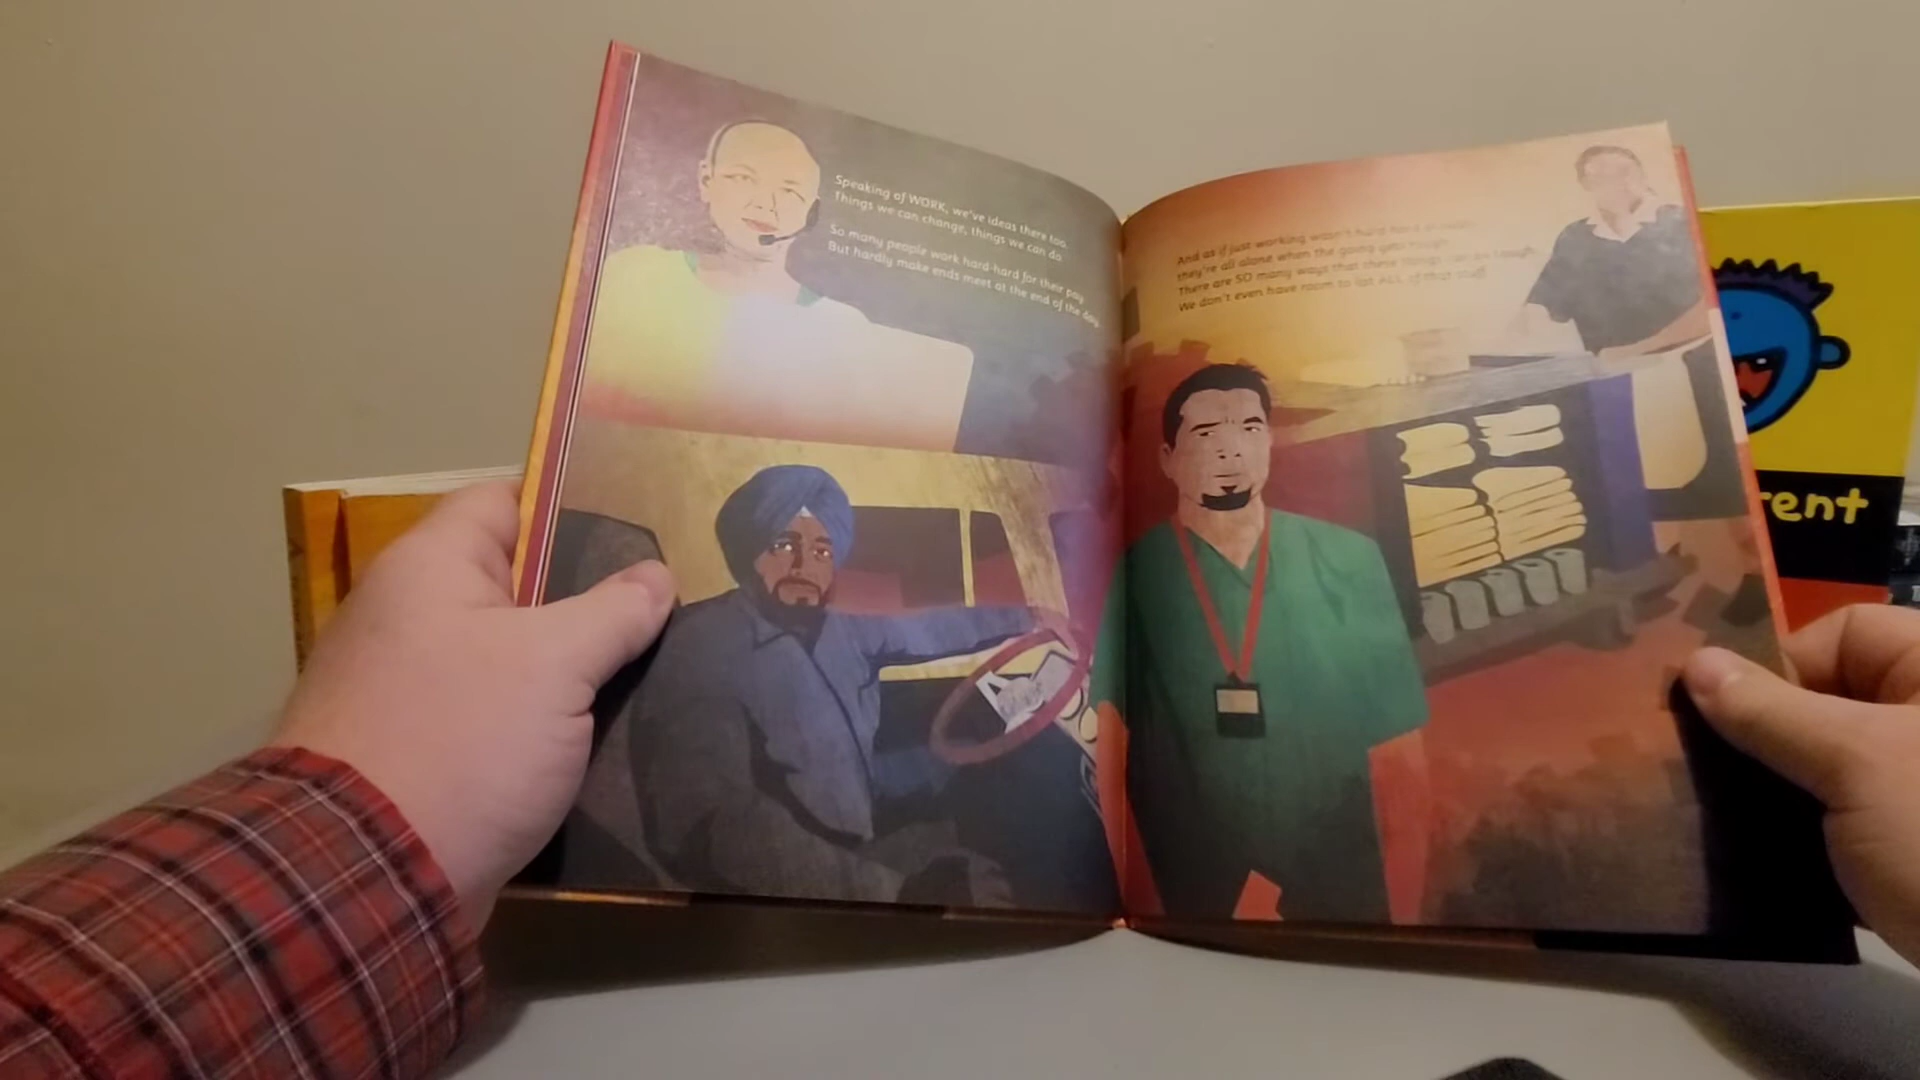 Speaking of WORK, we've ideas there too.
Things we can change, things we can do
So many people work hard-hard for their pay
But hardly make ends meet at the end of the day.
And as if just working wasn't hard hard
they're all alone when the going gets tough
There are SO many ways that these things can be tough
We don't even have room to list ALL of that stuff
rent